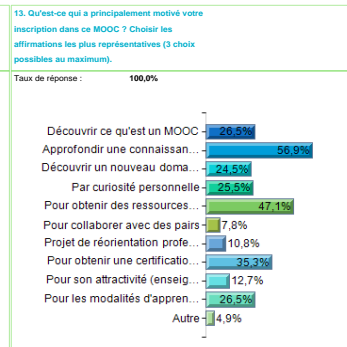 13. Qu'est-ce qui a principalement motivé votre
inscription dans ce MOOC ? Choisir les
affirmations les plus représentatives (3 choix
possibles au maximum).
Taux de réponse : 100,0%
Découvrir ce qu'est un MOOC 26,5%
Approfondir une connaissan... 56,9%
Découvrir un nouveau doma... 24,5%
Par curiosité personnelle 25,5%
Pour obtenir des ressources... 47,1%
Pour collaborer avec des pairs 7,8%
Projet de réorientation profe... 10,8%
Pour obtenir une certificatio... 35,3%
Pour son attractivité (enseig... 12,7%
Pour les modalités d'appren... 26,5%
Autre 4,9%